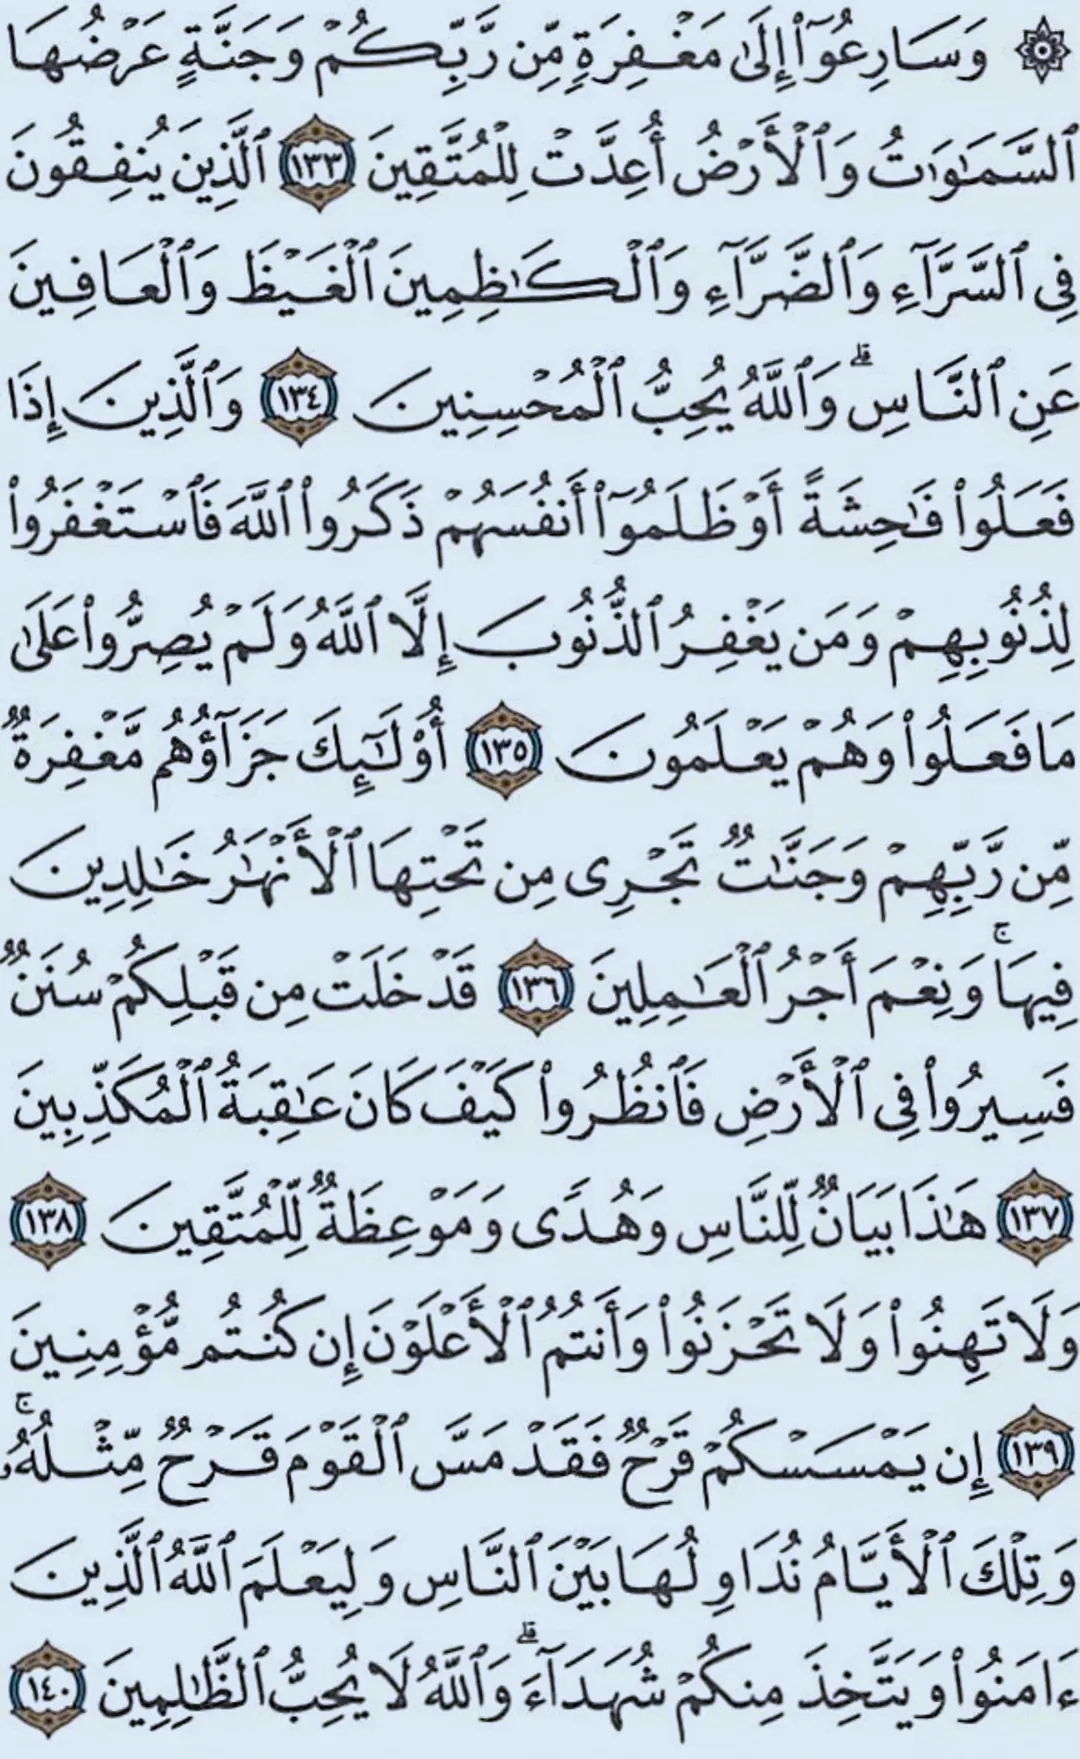 ۞ وَسَارِعُوٓا۟ إِلَىٰ مَغْفِرَةٍ مِّن رَّبِّكُمْ وَجَنَّةٍ عَرْضُهَا
ٱلسَّمَـٰوَٰتُ وَٱلْأَرْضُ أُعِدَّتْ لِلْمُتَّقِينَ ١٣٣ ٱلَّذِينَ يُنفِقُونَ
فِى ٱلسَّرَّآءِ وَٱلضَّرَّآءِ وَٱلْكَـٰظِمِينَ ٱلْغَيْظَ وَٱلْعَافِينَ
عَنِ ٱلنَّاسِ ۗ وَٱللَّهُ يُحِبُّ ٱلْمُحْسِنِينَ ١٣٤ وَٱلَّذِينَ إِذَا
فَعَلُوا۟ فَـٰحِشَةً أَوْ ظَلَمُوٓا۟ أَنفُسَهُمْ ذَكَرُوا۟ ٱللَّهَ فَٱسْتَغْفَرُوا۟
لِذُنُوبِهِمْ وَمَن يَغْفِرُ ٱلذُّنُوبَ إِلَّا ٱللَّهُ وَلَمْ يُصِرُّوا۟ عَلَىٰ
مَا فَعَلُوا۟ وَهُمْ يَعْلَمُونَ ١٣٥ أُو۟لَـٰٓئِكَ جَزَآؤُهُم مَّغْفِرَةٌ
مِّن رَّبِّهِمْ وَجَنَّـٰتٌ تَجْرِى مِن تَحْتِهَا ٱلْأَنْهَـٰرُ خَـٰلِدِينَ
فِيهَا ۚ وَنِعْمَ أَجْرُ ٱلْعَـٰمِلِينَ ١٣٦ قَدْ خَلَتْ مِن قَبْلِكُمْ سُنَنٌ
فَسِيرُوا۟ فِى ٱلْأَرْضِ فَٱنظُرُوا۟ كَيْفَ كَانَ عَـٰقِبَةُ ٱلْمُكَذِّبِينَ
١٣٧ هَـٰذَا بَيَانٌ لِّلنَّاسِ وَهُدًى وَمَوْعِظَةٌ لِّلْمُتَّقِينَ ١٣٨
وَلَا تَهِنُوا۟ وَلَا تَحْزَنُوا۟ وَأَنتُمُ ٱلْأَعْلَوْنَ إِن كُنتُم مُّؤْمِنِينَ
١٣٩ إِن يَمْسَسْكُمْ قَرْحٌ فَقَدْ مَسَّ ٱلْقَوْمَ قَرْحٌ مِّثْلُهُۥ ۚ
وَتِلْكَ ٱلْأَيَّامُ نُدَاوِلُهَا بَيْنَ ٱلنَّاسِ وَلِيَعْلَمَ ٱللَّهُ ٱلَّذِينَ
ءَامَنُوا۟ وَيَتَّخِذَ مِنكُمْ شُهَدَآءَ ۗ وَٱللَّهُ لَا يُحِبُّ ٱلظَّـٰلِمِينَ ١٤٠